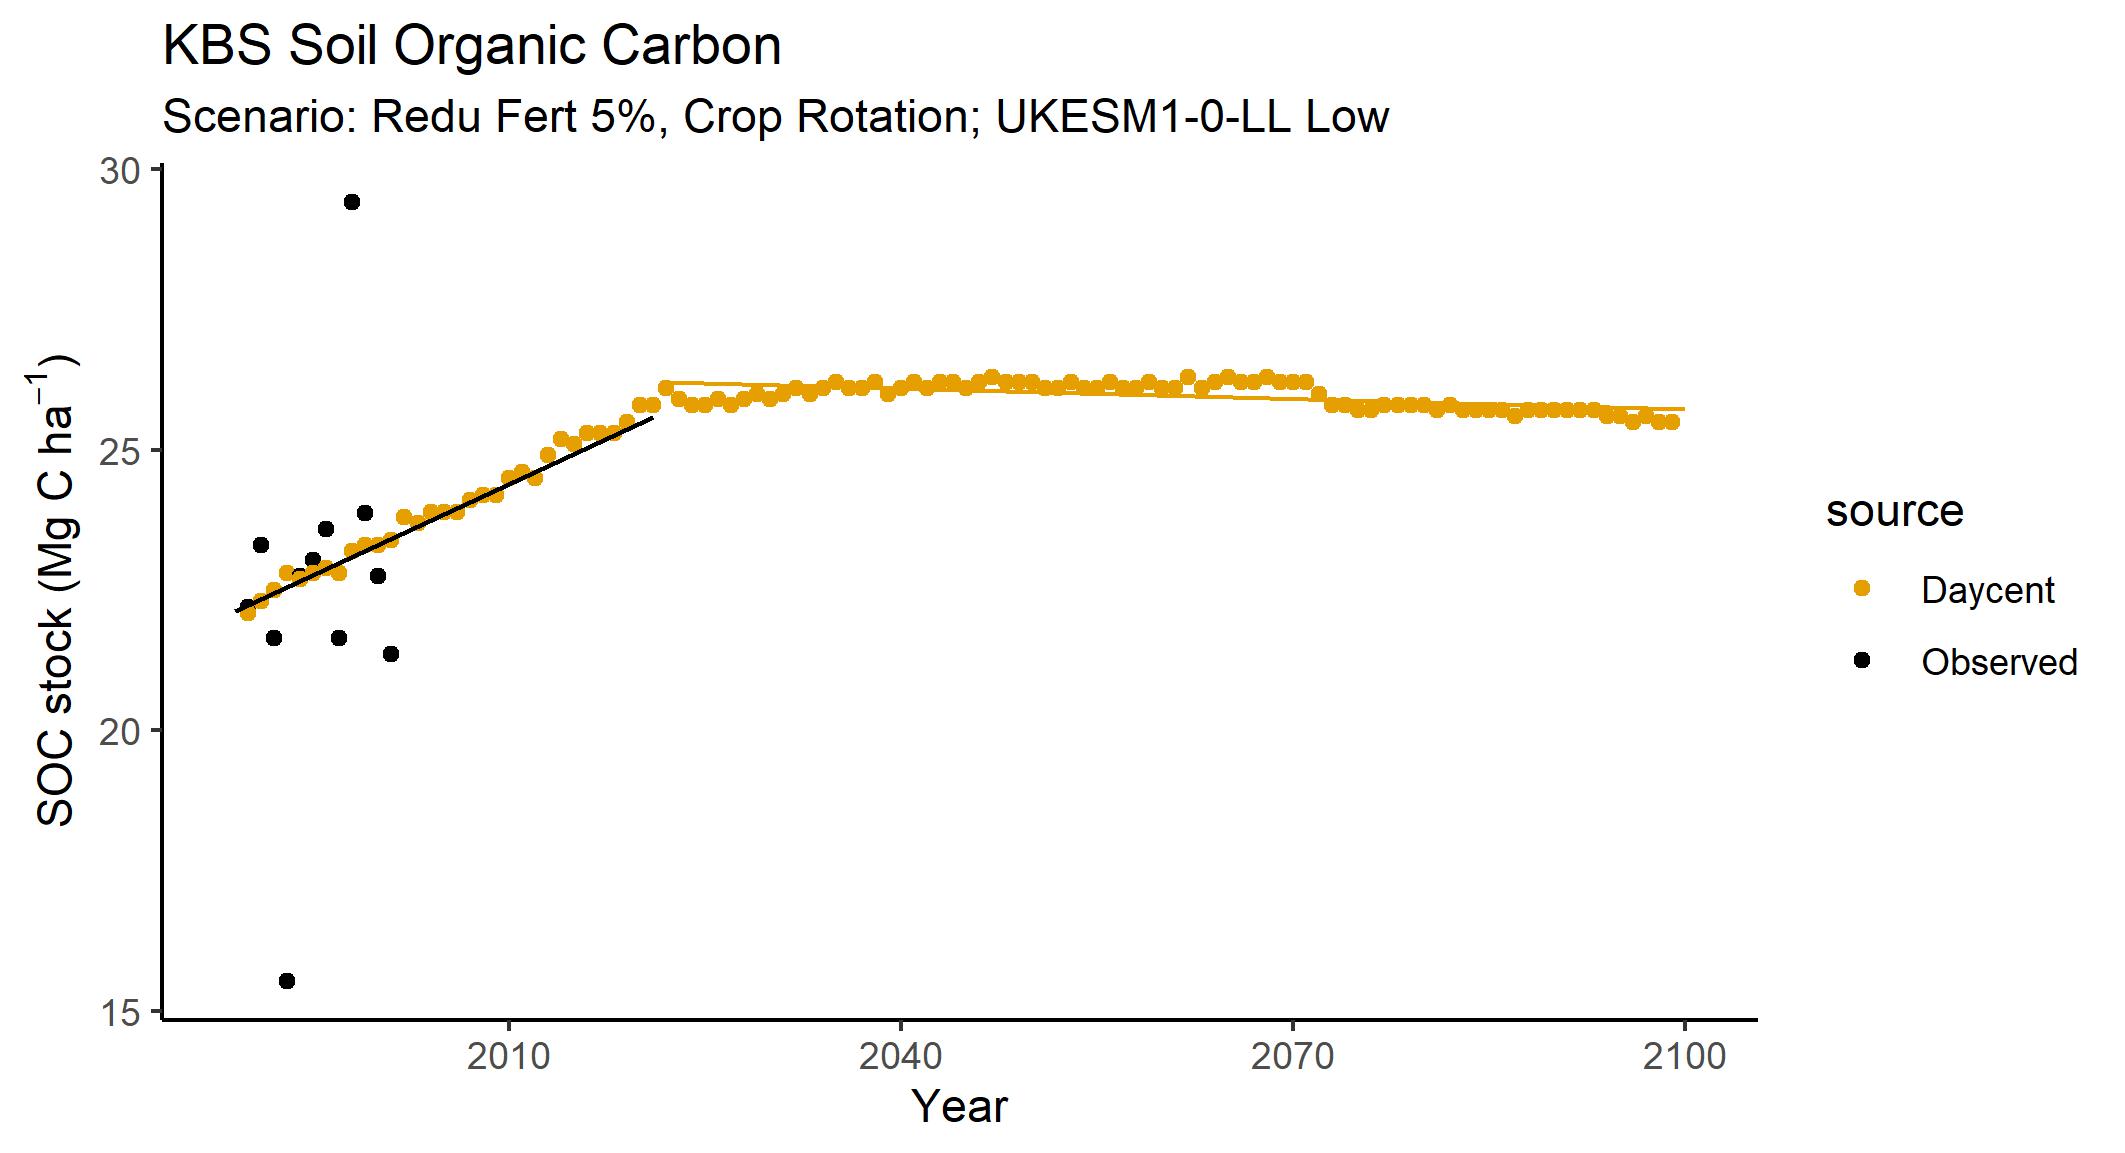 KBS Soil Organic Carbon
Scenario: Redu Fert 5%, Crop Rotation; UKESM1-0-LL Low
SOC stock (Mg C ha⁻¹)
30
25
20
15
2010
2040
2070
2100
Year
source
Daycent
Observed